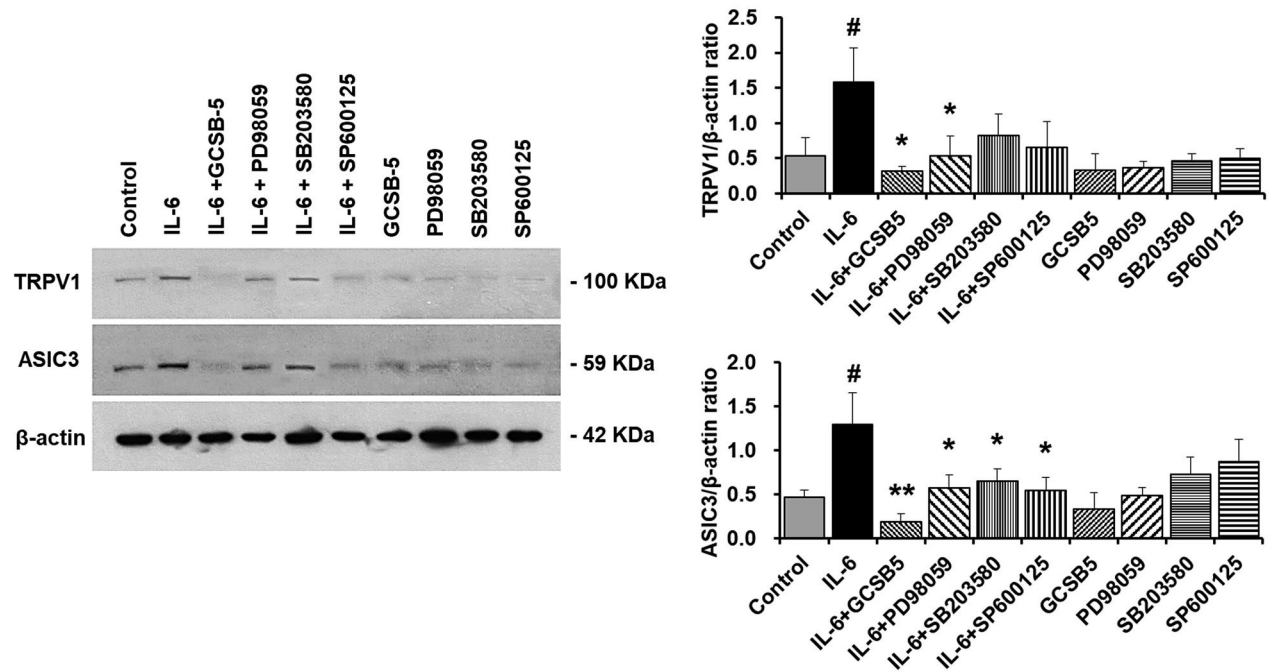 Control
IL-6
IL-6 +GCSB-5
IL-6 + PD98059
IL-6 + SB203580
IL-6 + SP600125
GCSB-5
PD98059
SB203580
SP600125
TRPV1
- 100 KDa
ASIC3
- 59 KDa
β-actin
- 42 KDa
TRPV1/β-actin ratio
2.5
2.0
1.5
1.0
0.5
0.0
#
*
*
Control
IL-6
IL-6+GCSB5
IL-6+PD98059
IL-6+SB203580
IL-6+SP600125
GCSB5
PD98059
SB203580
SP600125
ASIC3/β-actin ratio
2.0
1.5
1.0
0.5
0.0
#
**
*
*
*
Control
IL-6
IL-6+GCSB5
IL-6+PD98059
IL-6+SB203580
IL-6+SP600125
GCSB5
PD98059
SB203580
SP600125